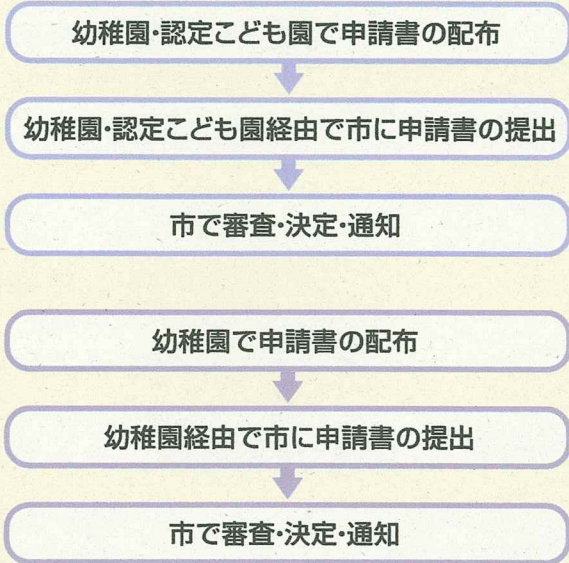 幼稚園・認定こども園で申請書の配布
幼稚園・認定こども園経由で市に申請書の提出
市で審査・決定・通知
幼稚園で申請書の配布
幼稚園経由で市に申請書の提出
市で審査・決定・通知